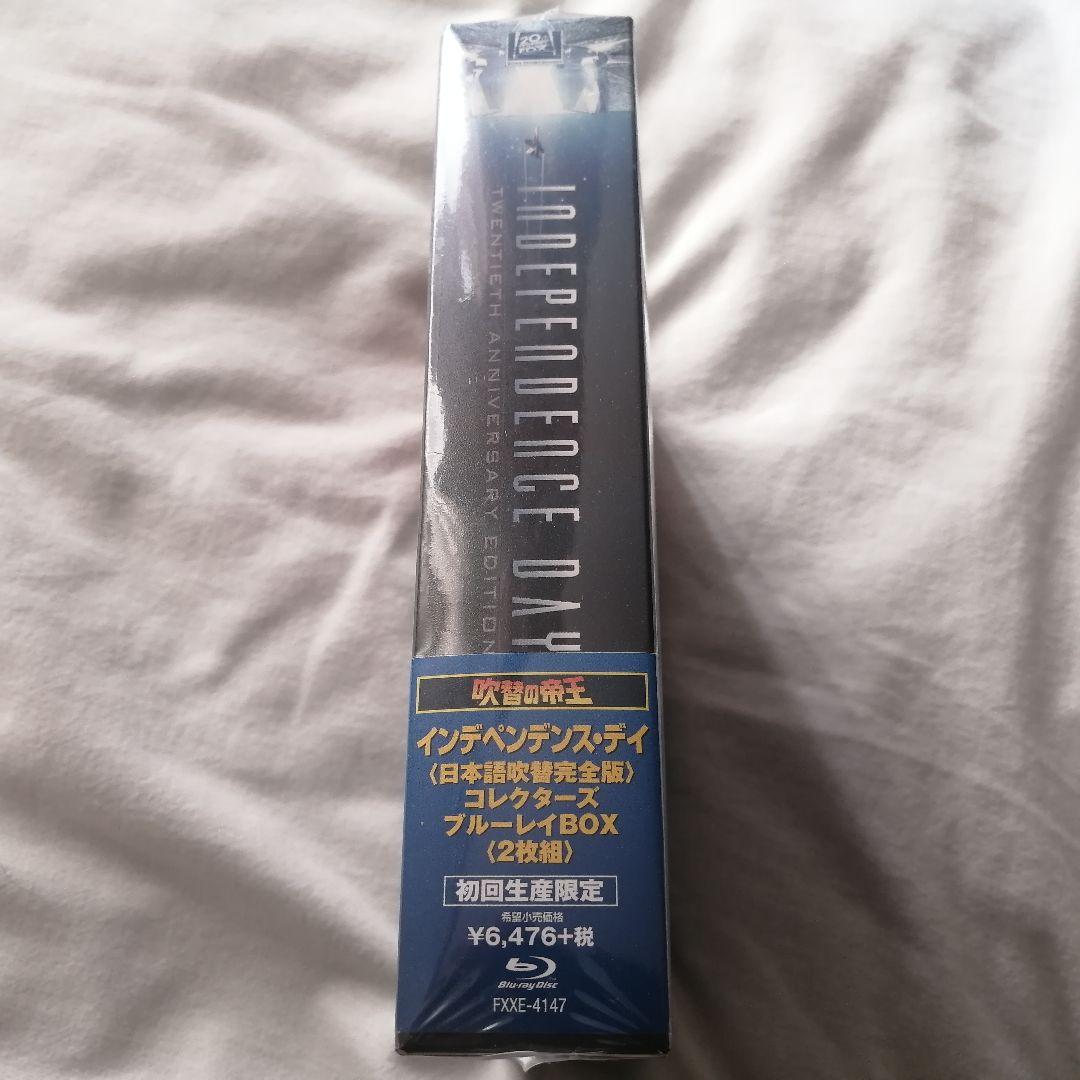 20
FOX
INDEPENDENCE DAY
TWENTIETH ANNIVERSARY EDITION
吹替の帝王
インデペンデンス・デイ
〈日本語吹替完全版〉
コレクターズ
ブルーレイBOX
〈2枚組〉
初回生産限定
希望小売価格
¥6,476+税
Blu-ray Disc
FXXE-4147